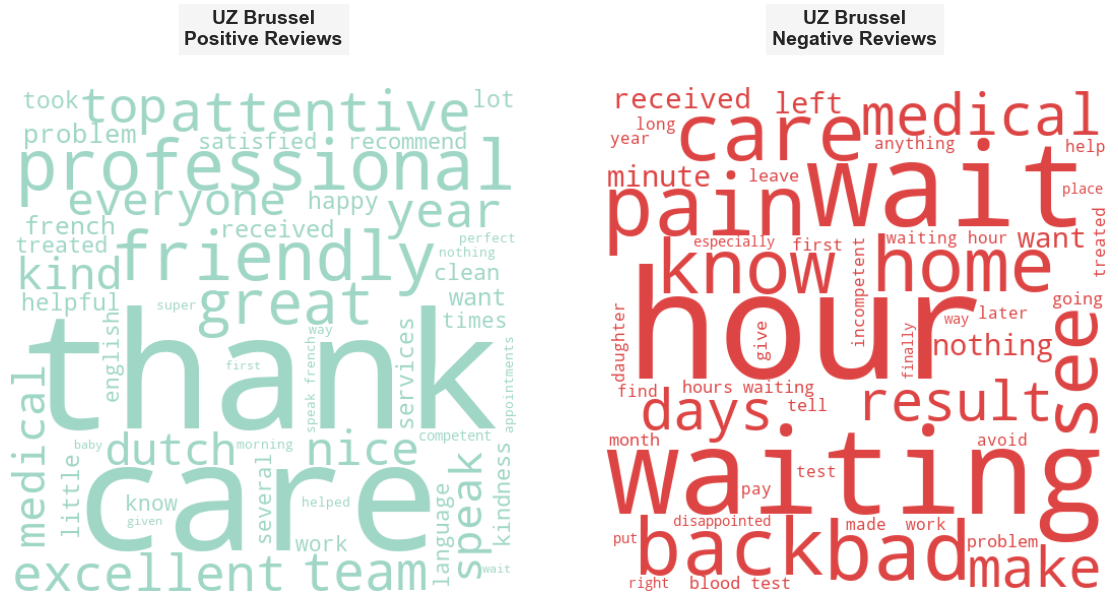 UZ Brussel
Positive Reviews
took
top
attentive
lot
problem
satisfied
recommend
professional
everyone
happy
year
french
received
treated
friendly
perfect
nothing
kind
clean
helpful
super
great
want
times
thank
way
english
first
speak french
services
appointments
medical
dutch
baby
morning
nice
competent
care
little
know
given
several
helped
work
language
speak
kindness
wait
excellent
team
UZ Brussel
Negative Reviews
received
left
medical
long
year
care
anything
help
minute
leave
wait
place
pain
especially
first
waiting hour
want
treated
know
incompetent
home
hour
going
daughter
give
way
later
finally
nothing
see
find
hours waiting
days
tell
result
month
waiting
avoid
test
pay
disappointed
made
work
put
back
bad
problem
make
right
blood test